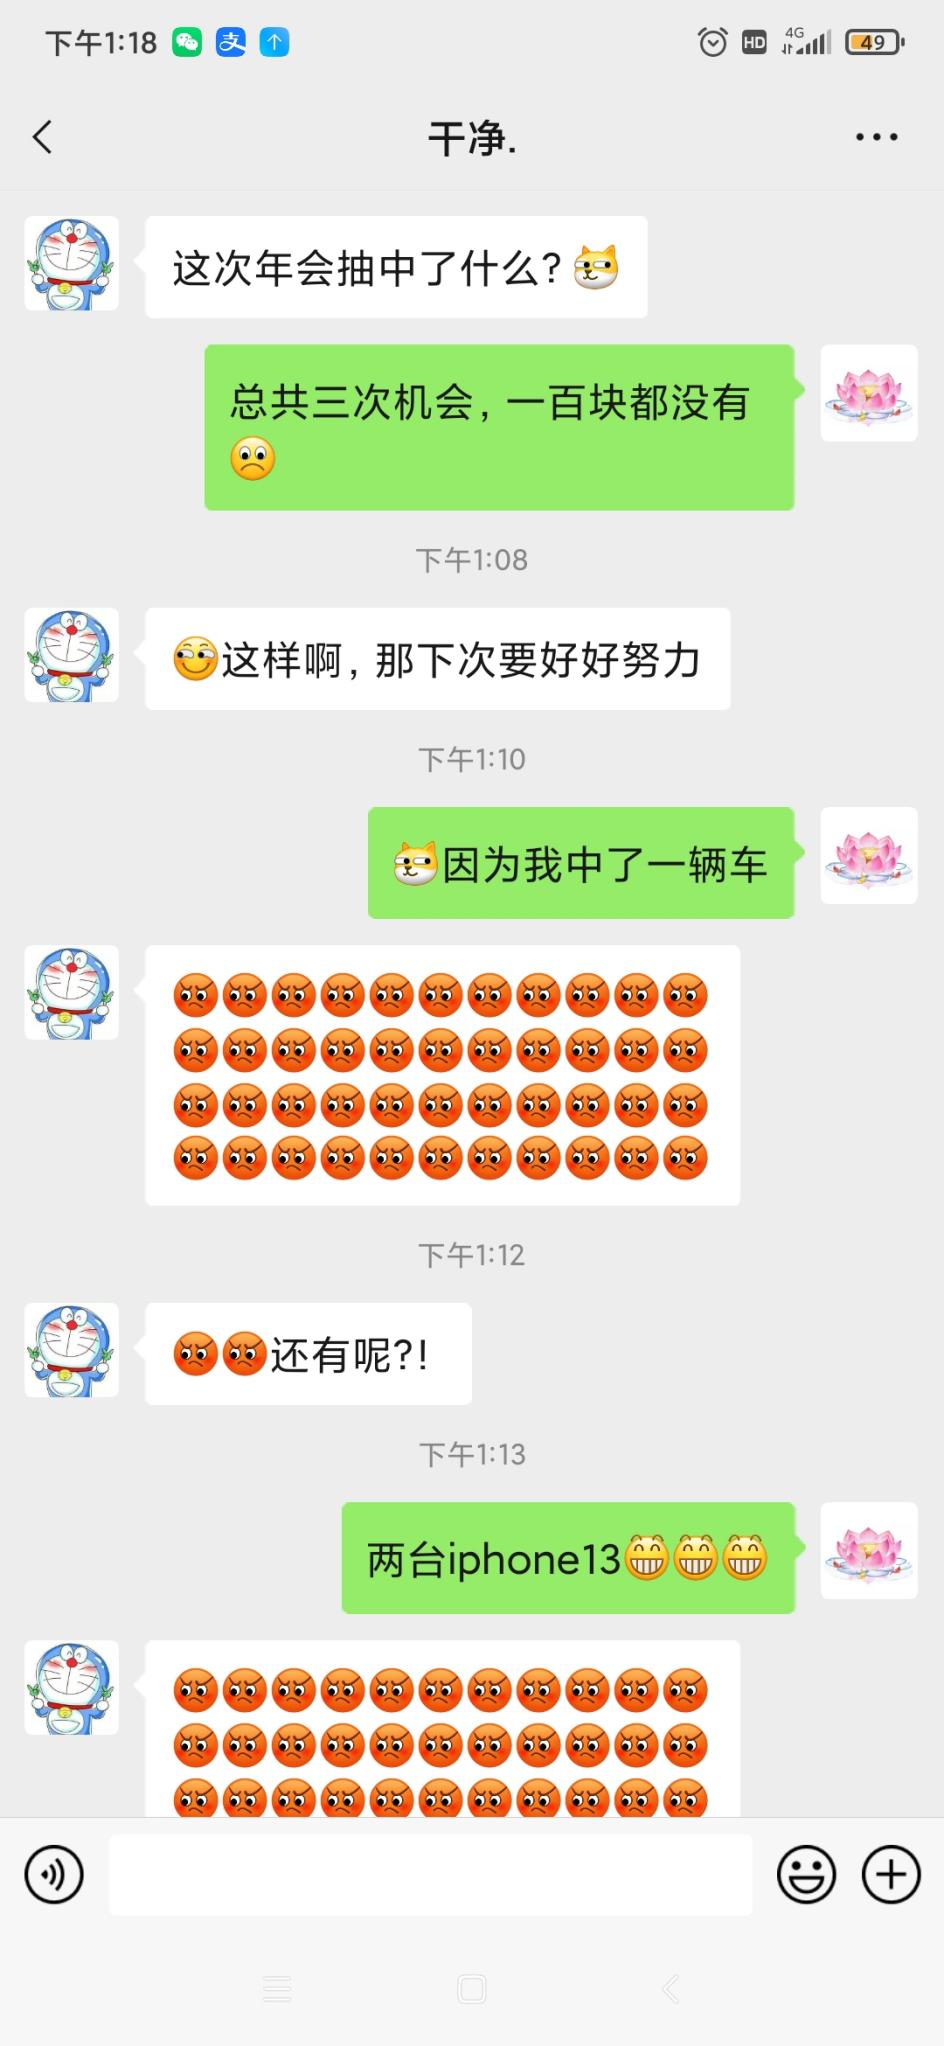 下午1:18
HD
4G
49
干净.
这次年会抽中了什么?
总共三次机会，一百块都没有
下午1:08
这样啊，那下次要好好努力
下午1:10
因为我中了一辆车
下午1:12
还有呢?!
下午1:13
两台iphone13